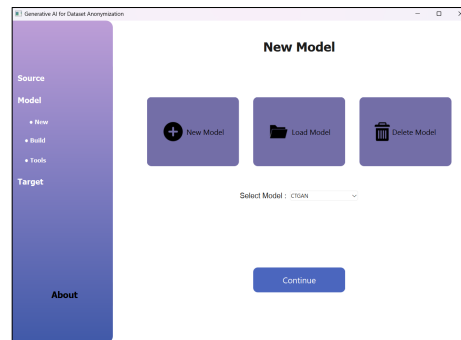 Generative AI for Dataset Anonymization
New Model
Source
Model
• New
• Build
• Tools
Target
About
New Model
Load Model
Delete Model
Select Model : CTGAN
Continue